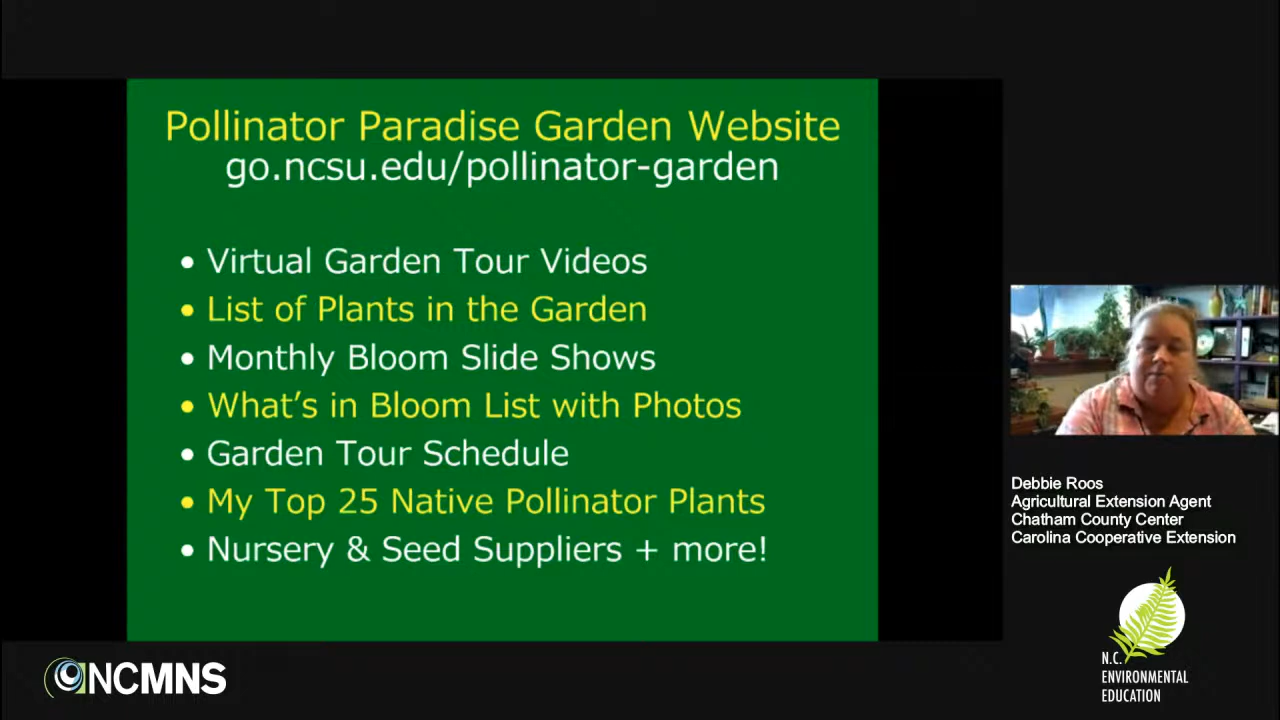 Pollinator Paradise Garden Website
go.ncsu.edu/pollinator-garden
• Virtual Garden Tour Videos
• List of Plants in the Garden
• Monthly Bloom Slide Shows
• What's in Bloom List with Photos
• Garden Tour Schedule
• My Top 25 Native Pollinator Plants
• Nursery & Seed Suppliers + more!
Debbie Roos
Agricultural Extension Agent
Chatham County Center
Carolina Cooperative Extension
NCMNS
N.C.
ENVIRONMENTAL
EDUCATION